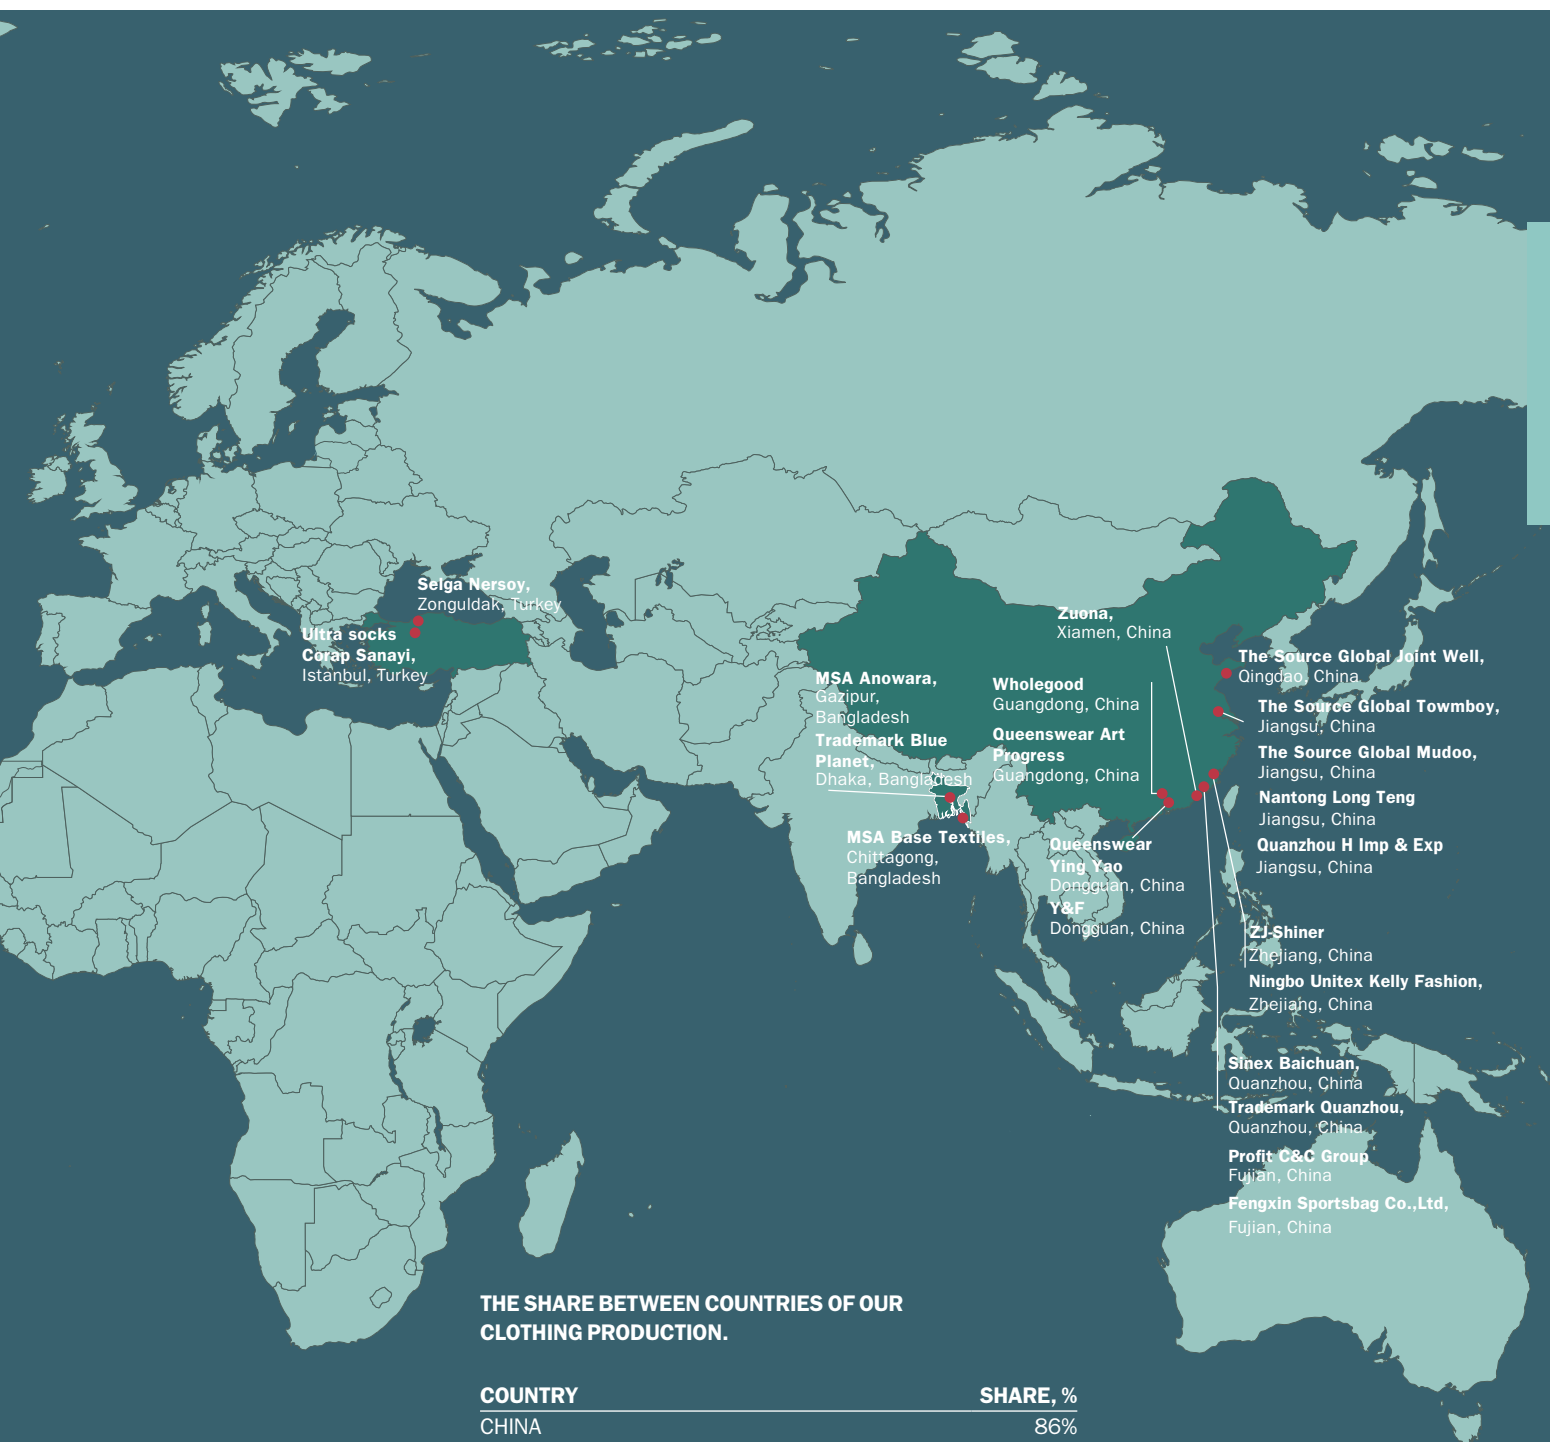 Selga Nersoy,
Zonguldak, Turkey
Ultra socks
Corap Sanayi,
Istanbul, Turkey
MSA Anowara,
Gazipur,
Bangladesh
Trademark Blue
Planet,
Dhaka, Bangladesh
MSA Base Textiles,
Chittagong,
Bangladesh
Zuona,
Xiamen, China
Wholegood
Guangdong, China
Queenswear Art
Progress
Guangdong, China
Queenswear
Ying Yao
Dongguan, China
Y&F
Dongguan, China
The Source Global Joint Well,
Qingdao, China
The Source Global Towmboy,
Jiangsu, China
The Source Global Mudoo,
Jiangsu, China
Nantong Long Teng
Jiangsu, China
Quanzhou H Imp & Exp
Jiangsu, China
ZJ-Shiner
Zhejiang, China
Ningbo Unitex Kelly Fashion,
Zhejiang, China
Sinex Baichuan,
Quanzhou, China
Trademark Quanzhou,
Quanzhou, China
Profit C&C Group
Fujian, China
Fengxin Sportsbag Co.,Ltd,
Fujian, China
THE SHARE BETWEEN COUNTRIES OF OUR
CLOTHING PRODUCTION.
COUNTRY SHARE, %
CHINA 86%